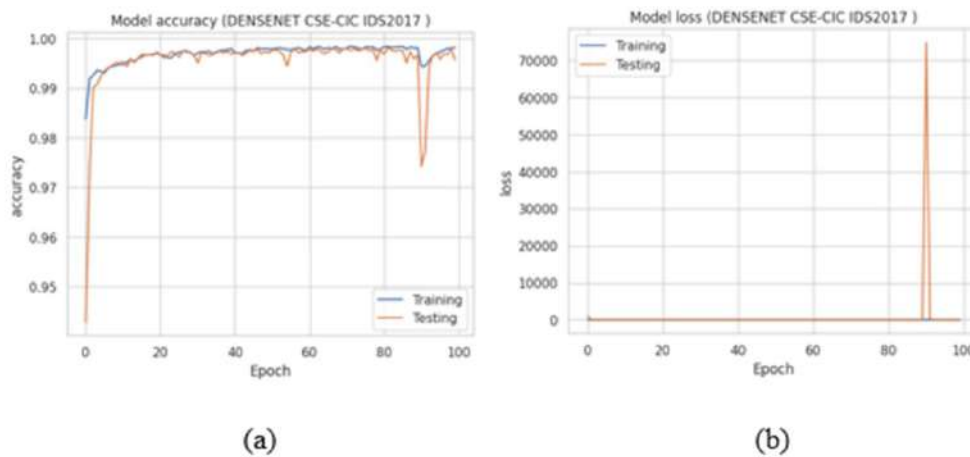 Model accuracy (DENSENET CSE-CIC IDS2017 )
1.00
0.99
0.98
0.97
0.96
0.95
accuracy
Training
Testing
0
20
40
60
80
100
Epoch
(a)
Model loss (DENSENET CSE-CIC IDS2017 )
Training
Testing
70000
60000
50000
40000
30000
20000
10000
0
loss
0
20
40
60
80
100
Epoch
(b)